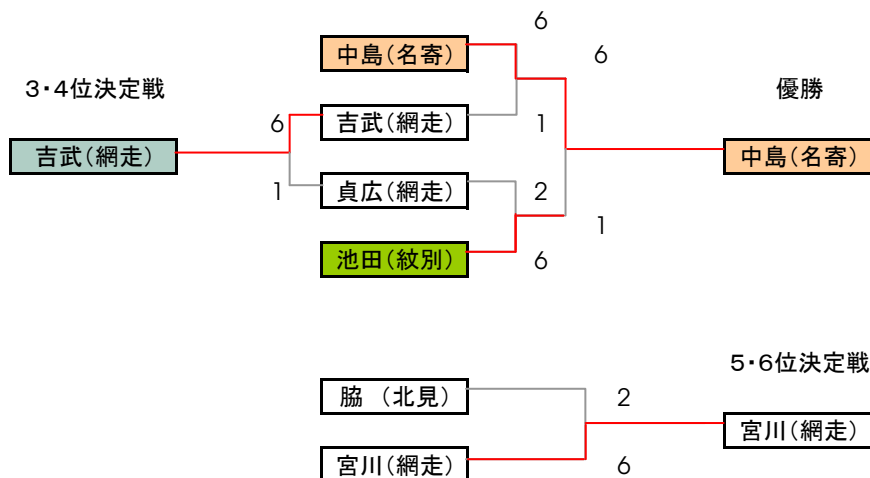 6
中島(名寄)
6
3・4位決定戦
優勝
6
吉武(網走)
1
吉武(網走)
中島(名寄)
1
貞広(網走)
2
1
池田(紋別)
6
5・6位決定戦
脇 (北見)
2
宮川(網走)
宮川(網走)
6